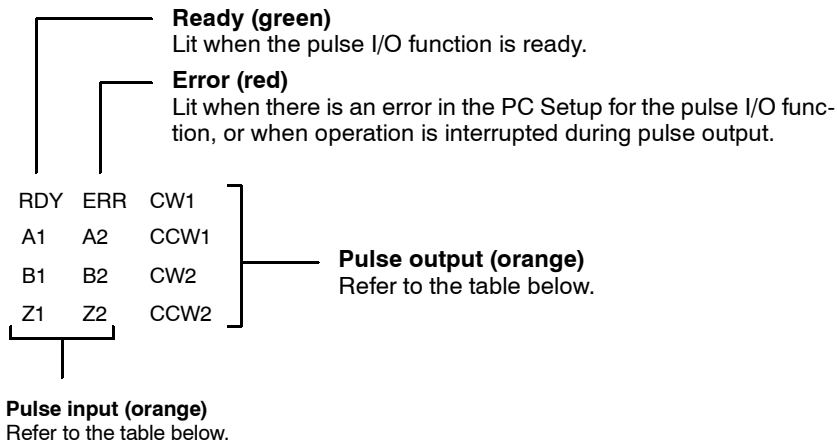 Ready (green)
Lit when the pulse I/O function is ready.
Error (red)
Lit when there is an error in the PC Setup for the pulse I/O func-
tion, or when operation is interrupted during pulse output.
RDY ERR CW1
A1 A2 CCW1
B1 B2 CW2
Z1 Z2 CCW2
Pulse output (orange)
Refer to the table below.
Pulse input (orange)
Refer to the table below.